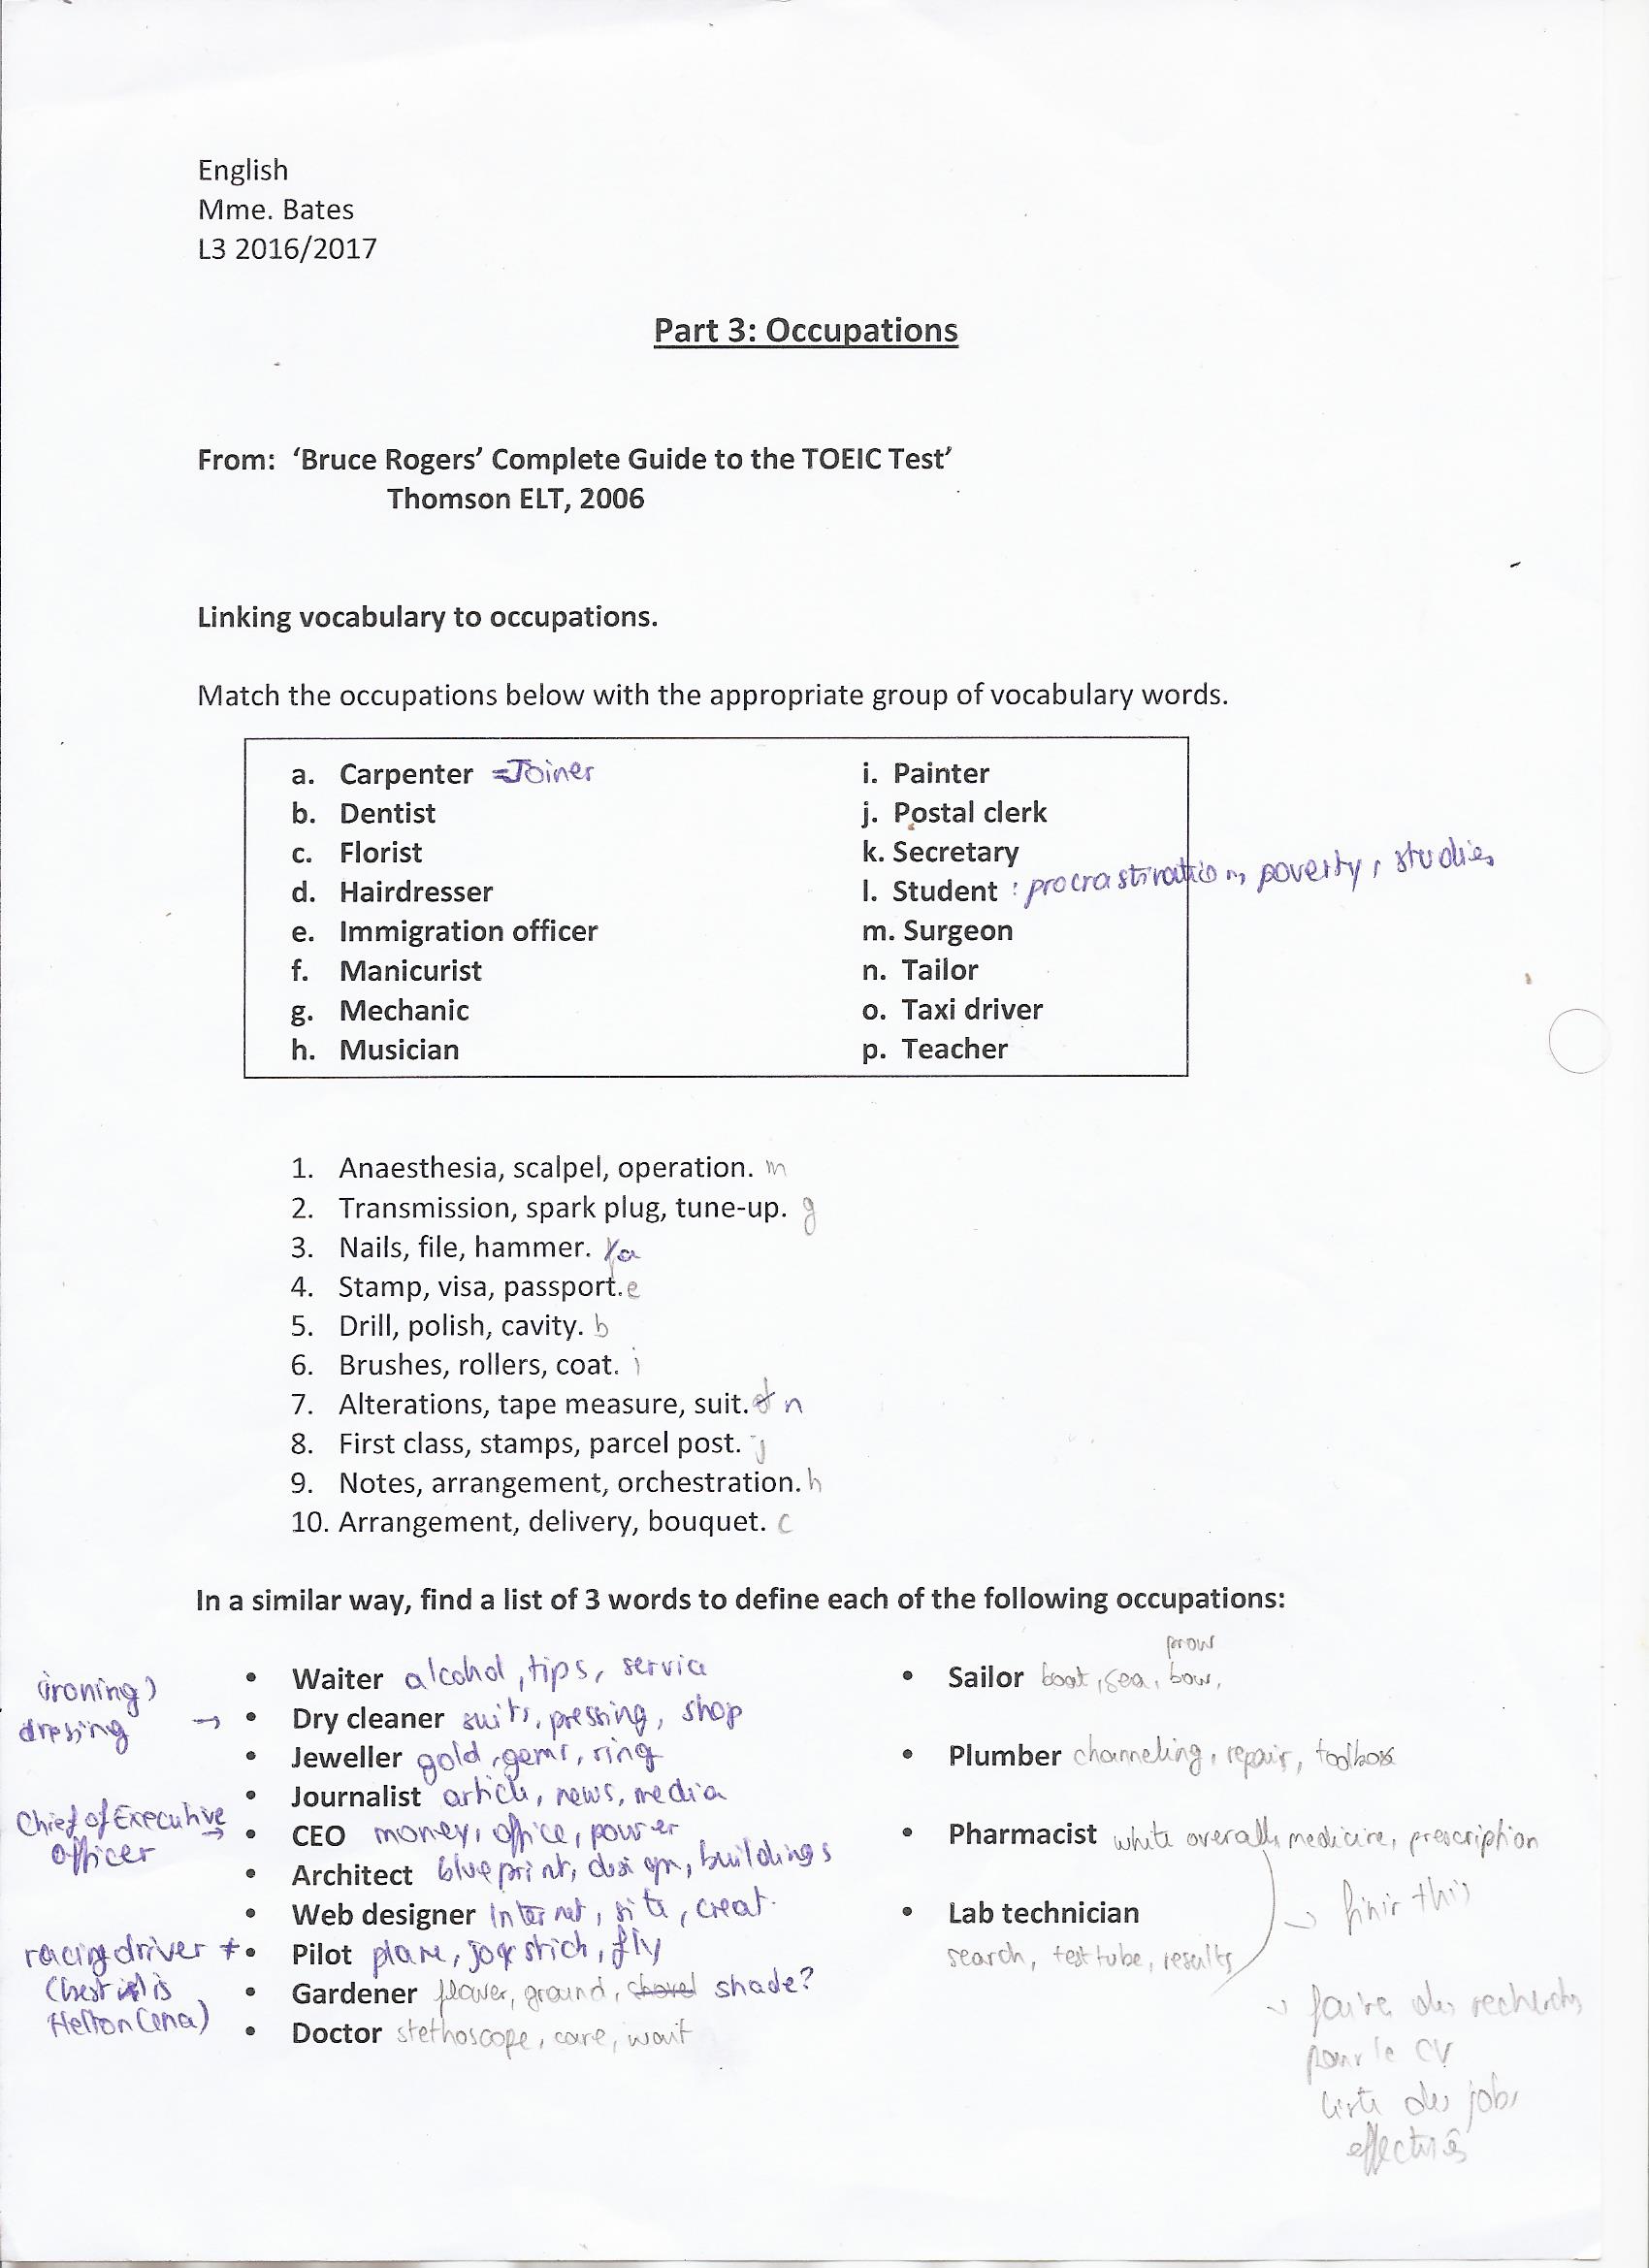 English
Mme. Bates
L3 2016/2017
Part 3: Occupations
From: ‘Bruce Rogers’ Complete Guide to the TOEIC Test’
Thomson ELT, 2006
Linking vocabulary to occupations.
Match the occupations below with the appropriate group of vocabulary words.
a. Carpenter =Joiner
b. Dentist
c. Florist
d. Hairdresser
e. Immigration officer
f. Manicurist
g. Mechanic
h. Musician
i. Painter
j. Postal clerk
k. Secretary
l. Student : procrastination, poverty, studies
m. Surgeon
n. Tailor
o. Taxi driver
p. Teacher
1. Anaesthesia, scalpel, operation. m
2. Transmission, spark plug, tune-up. g
3. Nails, file, hammer. a
4. Stamp, visa, passport. e
5. Drill, polish, cavity. b
6. Brushes, rollers, coat. i
7. Alterations, tape measure, suit. d n
8. First class, stamps, parcel post. j
9. Notes, arrangement, orchestration. h
10. Arrangement, delivery, bouquet. c
In a similar way, find a list of 3 words to define each of the following occupations:
(ironing)
dressing →
• Waiter alcohol, tips, service
• Dry cleaner suits, pressing, shop
• Jeweller gold, gems, ring
• Journalist article, news, media
Chief of Executive
Officer
• CEO money, office, power
• Architect blueprint, design, buildings
• Web designer Internet, site, creat.
racing driver
• Pilot plane, joystick, fly
• Gardener flower, ground, shovel shade?
• Doctor stethoscope, care, wait
prow
• Sailor boat, sea, bow,
• Plumber channeling, repair, toolbox
• Pharmacist white overalls, medicine, prescription
• Lab technician
search, test tube, results
→ finir this
→ faire des recherches
pour le CV
liste des jobs
effectués